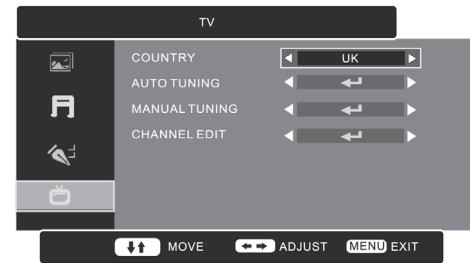 TV
COUNTRY UK
AUTO TUNING
MANUAL TUNING
CHANNEL EDIT
MOVE ADJUST MENU EXIT